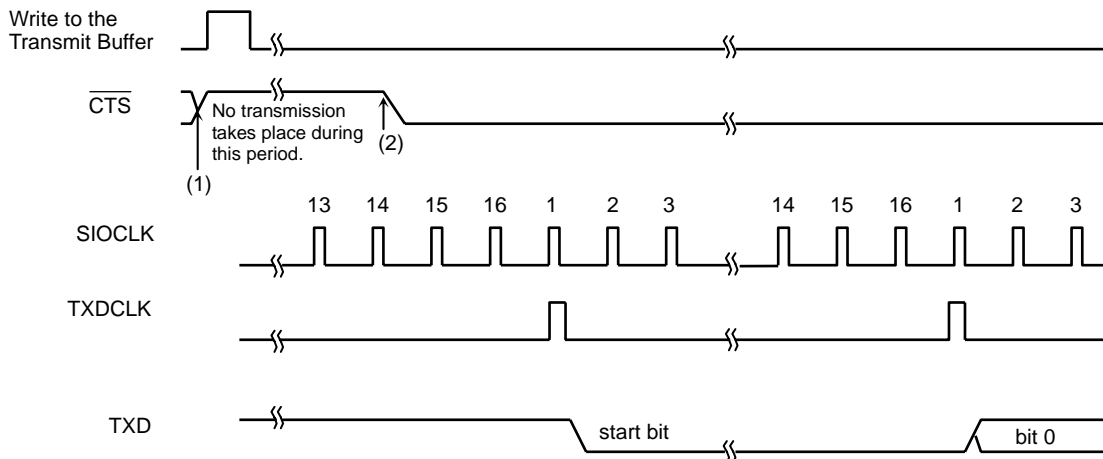 Write to the
Transmit Buffer
CTS
No transmission
takes place during
this period.
(1)
(2)
13 14 15 16 1 2 3 14 15 16 1 2 3
SIOCLK
TXDCLK
TXD
start bit
bit 0